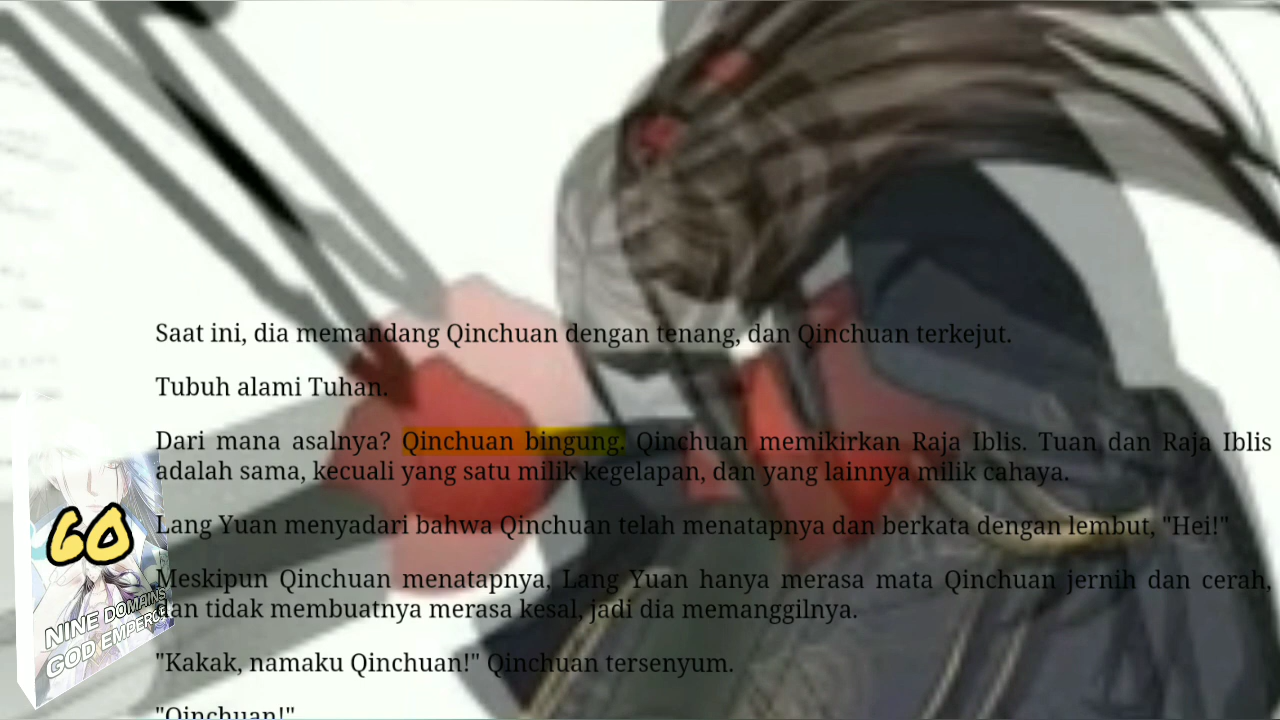 Saat ini, dia memandang Qinchuan dengan tenang, dan Qinchuan terkejut.
Tubuh alami Tuhan.
Dari mana asalnya? Qinchuan bingung. Qinchuan memikirkan Raja Iblis. Tuan dan Raja Iblis
adalah sama, kecuali yang satu milik kegelapan, dan yang lainnya milik cahaya.
Lang Yuan menyadari bahwa Qinchuan telah menatapnya dan berkata dengan lembut, "Hei!"
Meskipun Qinchuan menatapnya, Lang Yuan hanya merasa mata Qinchuan jernih dan cerah,
dan tidak membuatnya merasa kesal, jadi dia memanggilnya.
"Kakak, namaku Qinchuan!" Qinchuan tersenyum.
"Qinchuan!"
60
NINE DOMAINS
GOD EMPEROR